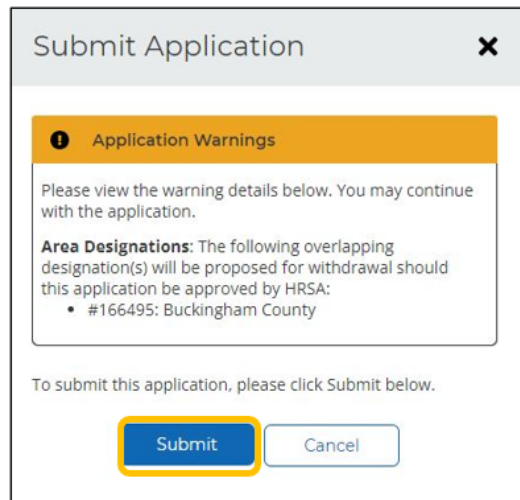 Submit Application
Application Warnings
Please view the warning details below. You may continue
with the application.
Area Designations: The following overlapping
designation(s) will be proposed for withdrawal should
this application be approved by HRSA:
• #166495: Buckingham County
To submit this application, please click Submit below.
Submit
Cancel